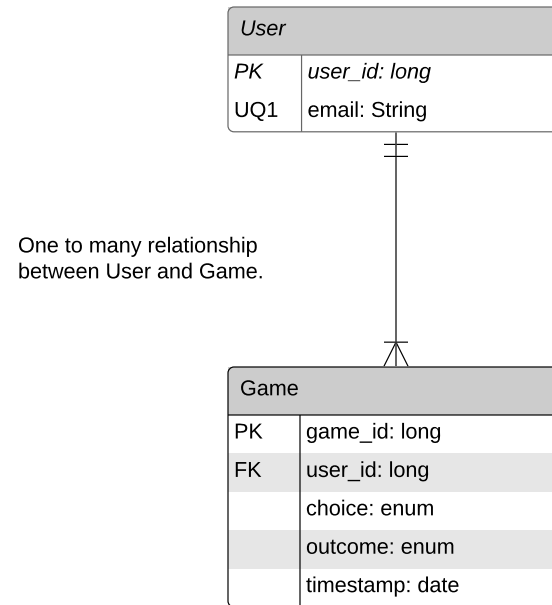 User
PK user_id: long
UQ1 email: String
One to many relationship
between User and Game.
Game
PK game_id: long
FK user_id: long
choice: enum
outcome: enum
timestamp: date